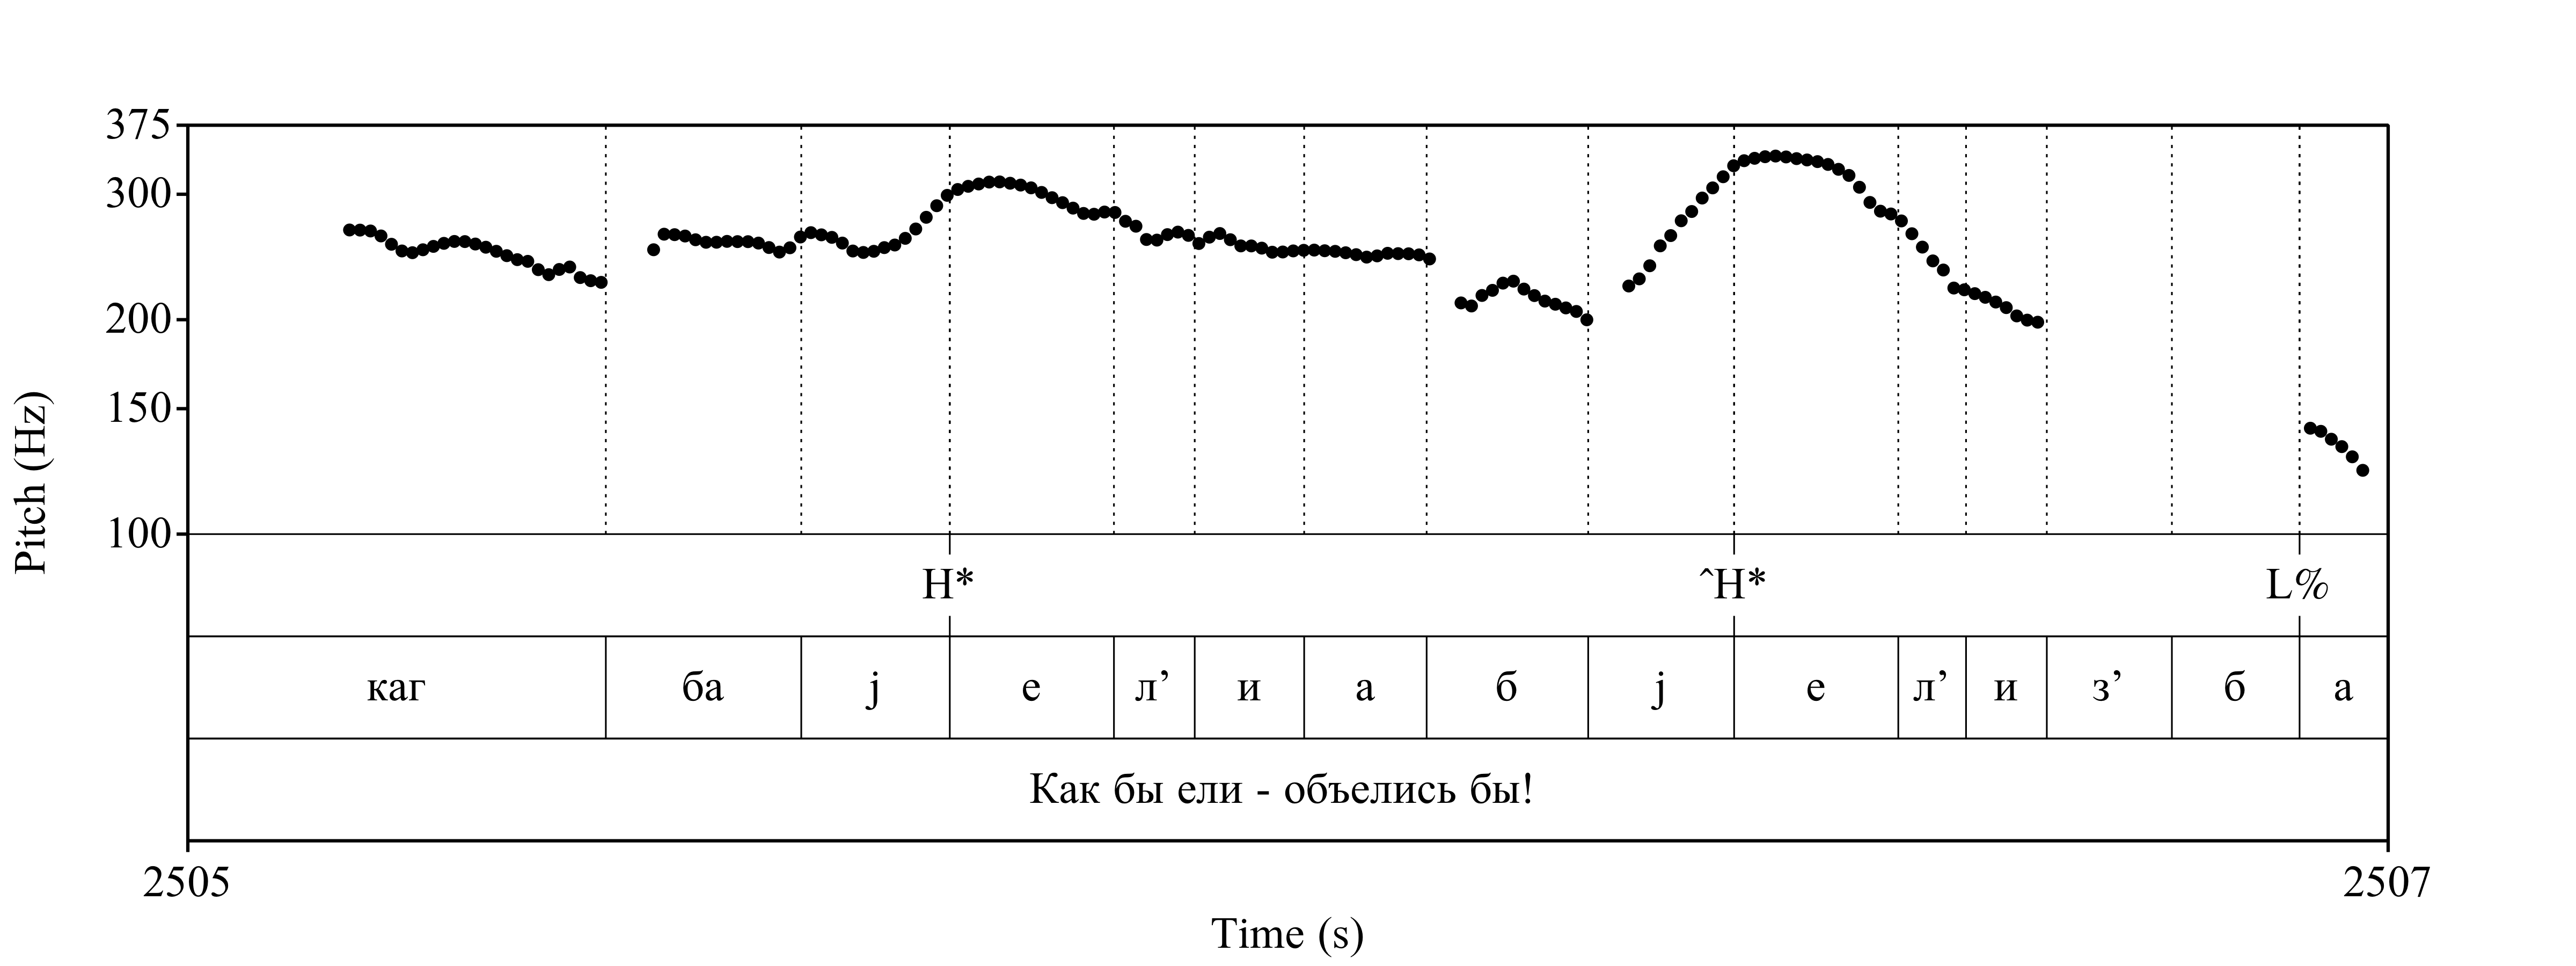 375
300
200
150
100
Pitch (Hz)
H* ˆH* L%
каг ба j е л’ и а б j е л’ и з’ б а
Как бы ели - объелись бы!
2505 2507
Time (s)